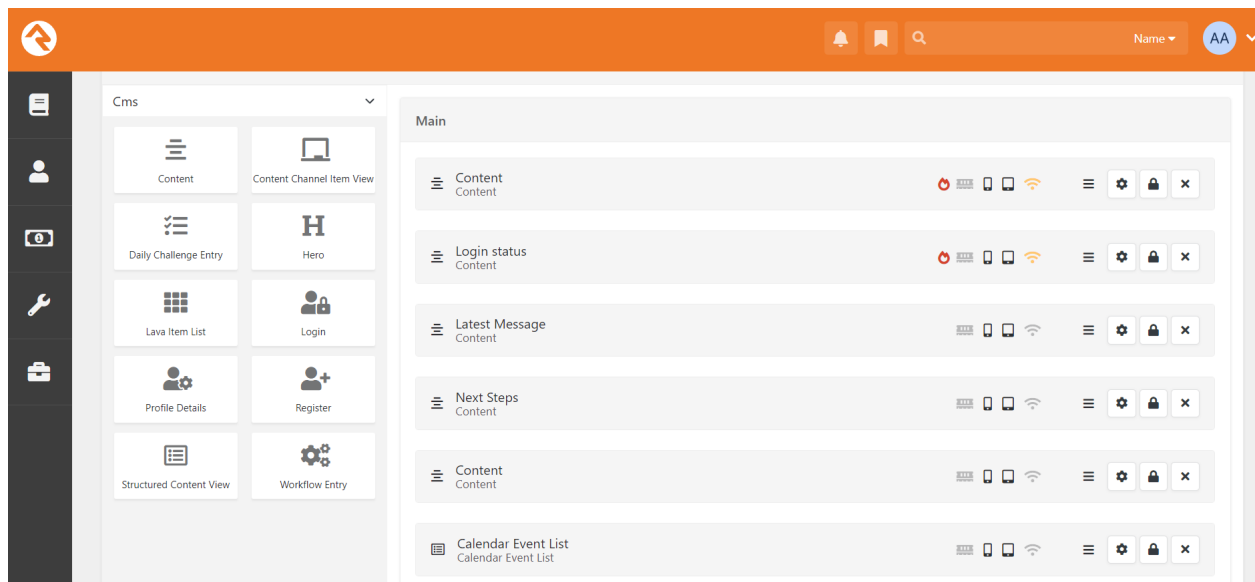 Name
AA
Cms
Content
Content Channel Item View
Daily Challenge Entry
Hero
Lava Item List
Login
Profile Details
Register
Structured Content View
Workflow Entry
Main
Content
Content
Login status
Content
Latest Message
Content
Next Steps
Content
Content
Content
Calendar Event List
Calendar Event List